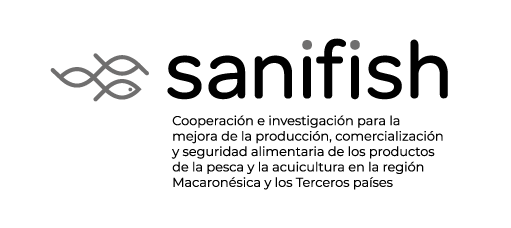 sanifish
Cooperación e investigación para la
mejora de la producción, comercialización
y seguridad alimentaria de los productos
de la pesca y la acuicultura en la región
Macaronésica y los Terceros países